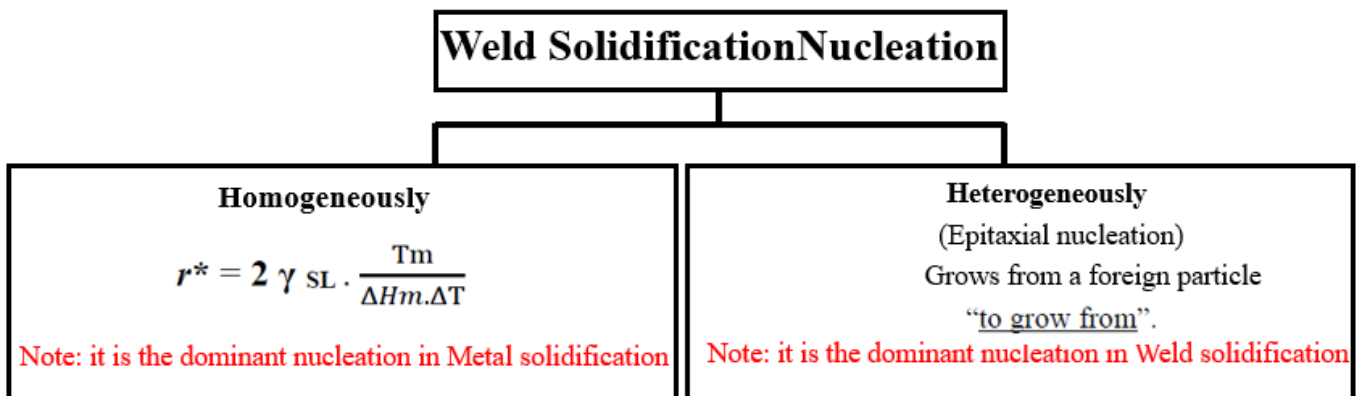 Weld SolidificationNucleation
Homogeneously
r* = 2 γ SL . Tm / ΔHm.ΔT
Note: it is the dominant nucleation in Metal solidification
Heterogeneously
(Epitaxial nucleation)
Grows from a foreign particle
“to grow from”.
Note: it is the dominant nucleation in Weld solidification